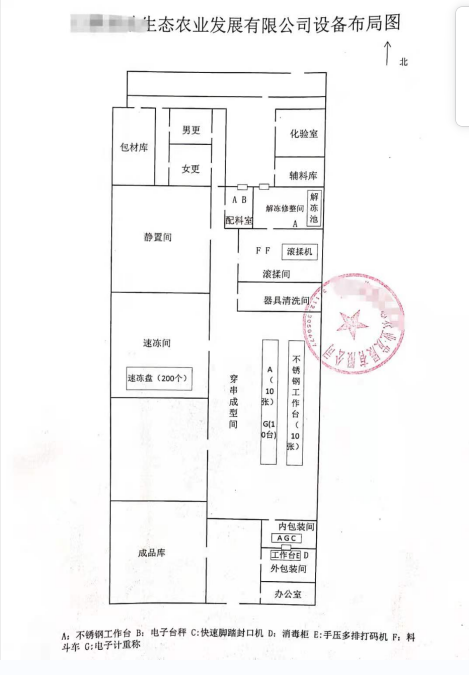 生态农业发展有限公司设备布局图
北
男更
化验室
包材库
女更
辅料库
A B
配料室
解冻修整间
A
解冻池
静置间
F F
滚揉机
滚揉间
器具清洗间
速冻间
速冻盘（200个）
穿串成型间
A（10张） G(10台)
不锈钢工作台（10张）
内包装间
A G C
工作台E D
外包装间
成品库
办公室
A：不锈钢工作台 B：电子台秤 C:快速脚踏封口机 D：消毒柜 E:手压多排打码机 F：料
斗车 G:电子计重称